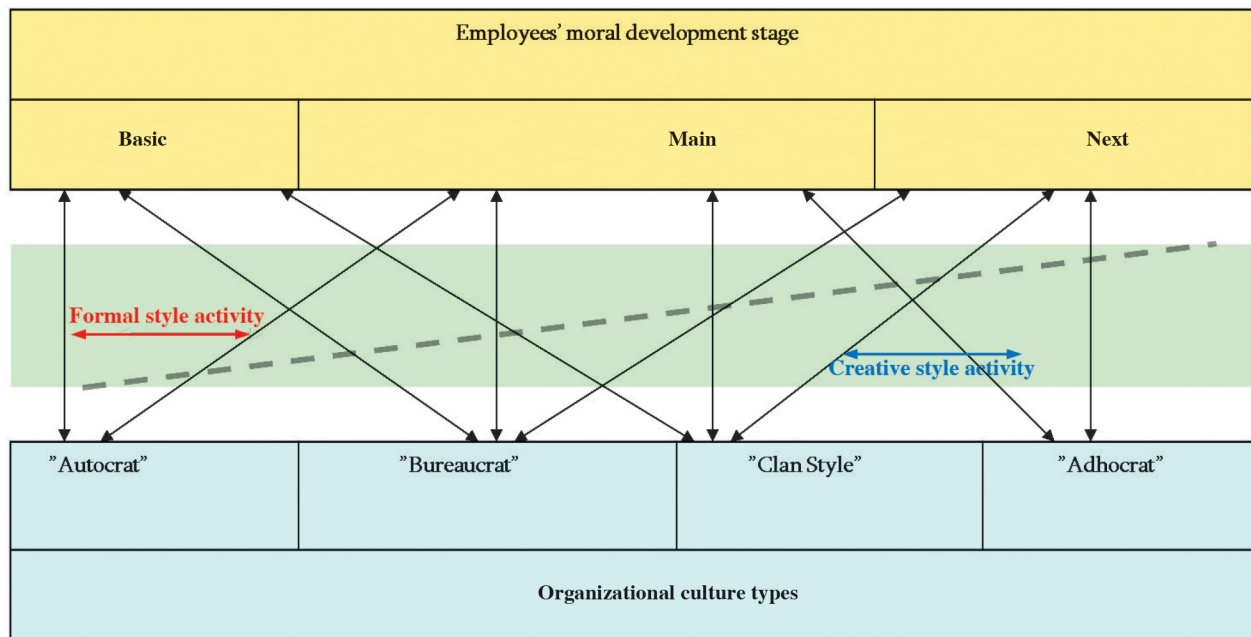 Employees’ moral development stage
Basic Main Next
Formal style activity
Creative style activity
”Autocrat” ”Bureaucrat” ”Clan Style” ”Adhocrat”
Organizational culture types